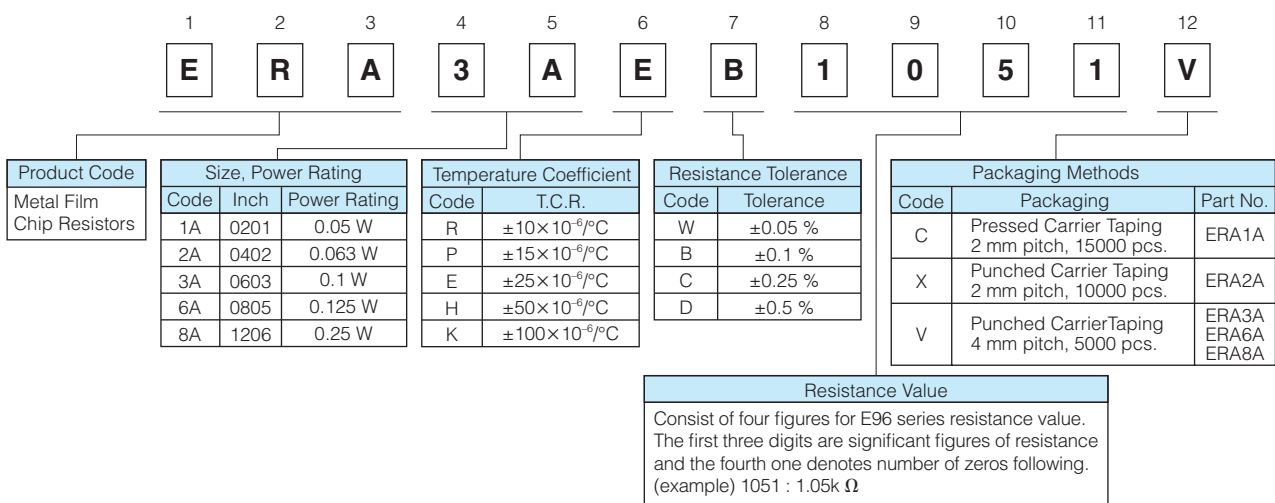 1 2 3 4 5 6 7 8 9 10 11 12
E R A 3 A E B 1 0 5 1 V
Product Code
Metal Film
Chip Resistors
Size, Power Rating
Code Inch Power Rating
1A 0201 0.05 W
2A 0402 0.063 W
3A 0603 0.1 W
6A 0805 0.125 W
8A 1206 0.25 W
Temperature Coefficient
Code T.C.R.
R ±10×10⁻⁶/°C
P ±15×10⁻⁶/°C
E ±25×10⁻⁶/°C
H ±50×10⁻⁶/°C
K ±100×10⁻⁶/°C
Resistance Tolerance
Code Tolerance
W ±0.05 %
B ±0.1 %
C ±0.25 %
D ±0.5 %
Packaging Methods
Code Packaging Part No.
C Pressed Carrier Taping
2 mm pitch, 15000 pcs. ERA1A
X Punched Carrier Taping
2 mm pitch, 10000 pcs. ERA2A
V Punched CarrierTaping
4 mm pitch, 5000 pcs. ERA3A
ERA6A
ERA8A
Resistance Value
Consist of four figures for E96 series resistance value.
The first three digits are significant figures of resistance
and the fourth one denotes number of zeros following.
(example) 1051 : 1.05k Ω